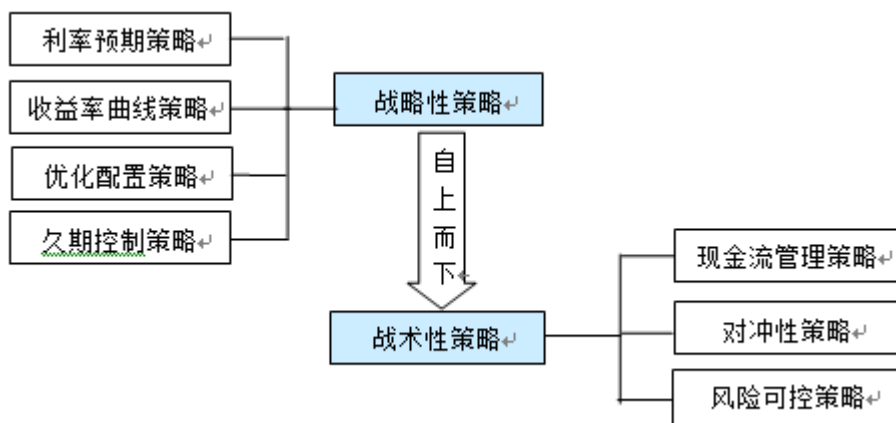 利率预期策略
收益率曲线策略
优化配置策略
久期控制策略
战略性策略
自
上
而
下
战术性策略
现金流管理策略
对冲性策略
风险可控策略